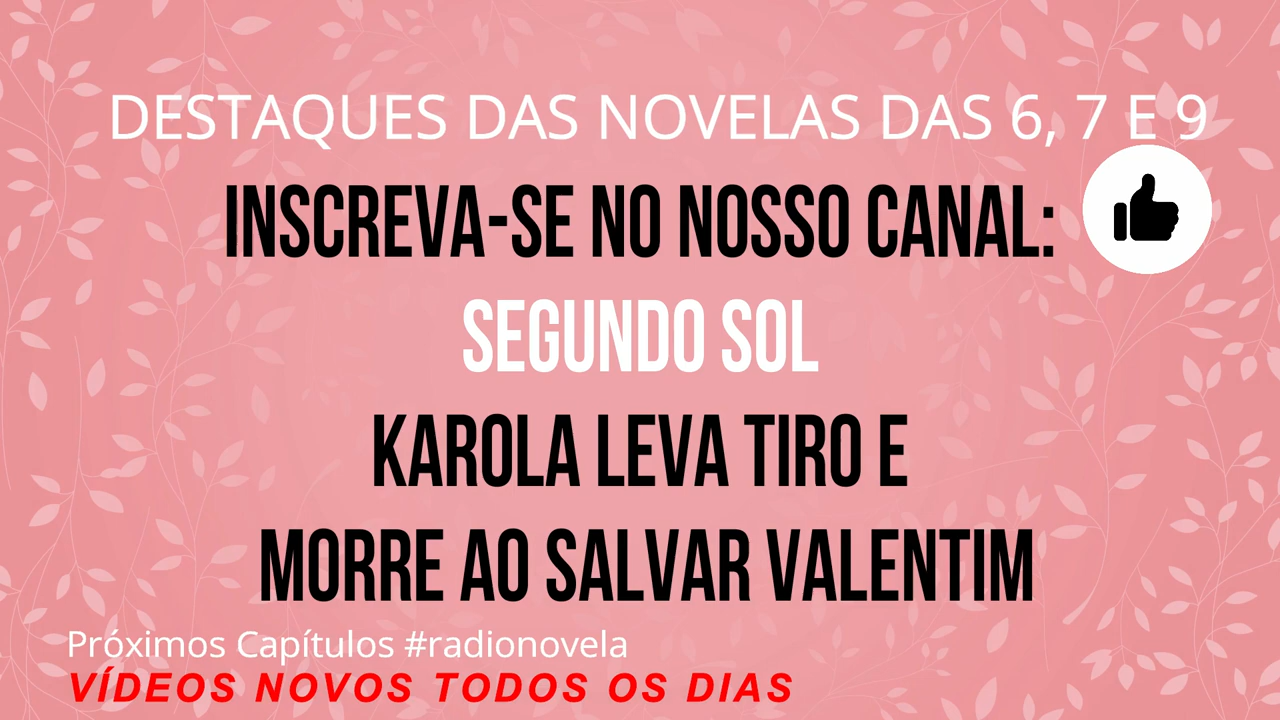 DESTAQUES DAS NOVELAS DAS 6, 7 E 9
INSCREVA-SE NO NOSSO CANAL:
SEGUNDO SOL
KAROLA LEVA TIRO E
MORRE AO SALVAR VALENTIM
Próximos Capítulos #radionovela
VÍDEOS NOVOS TODOS OS DIAS